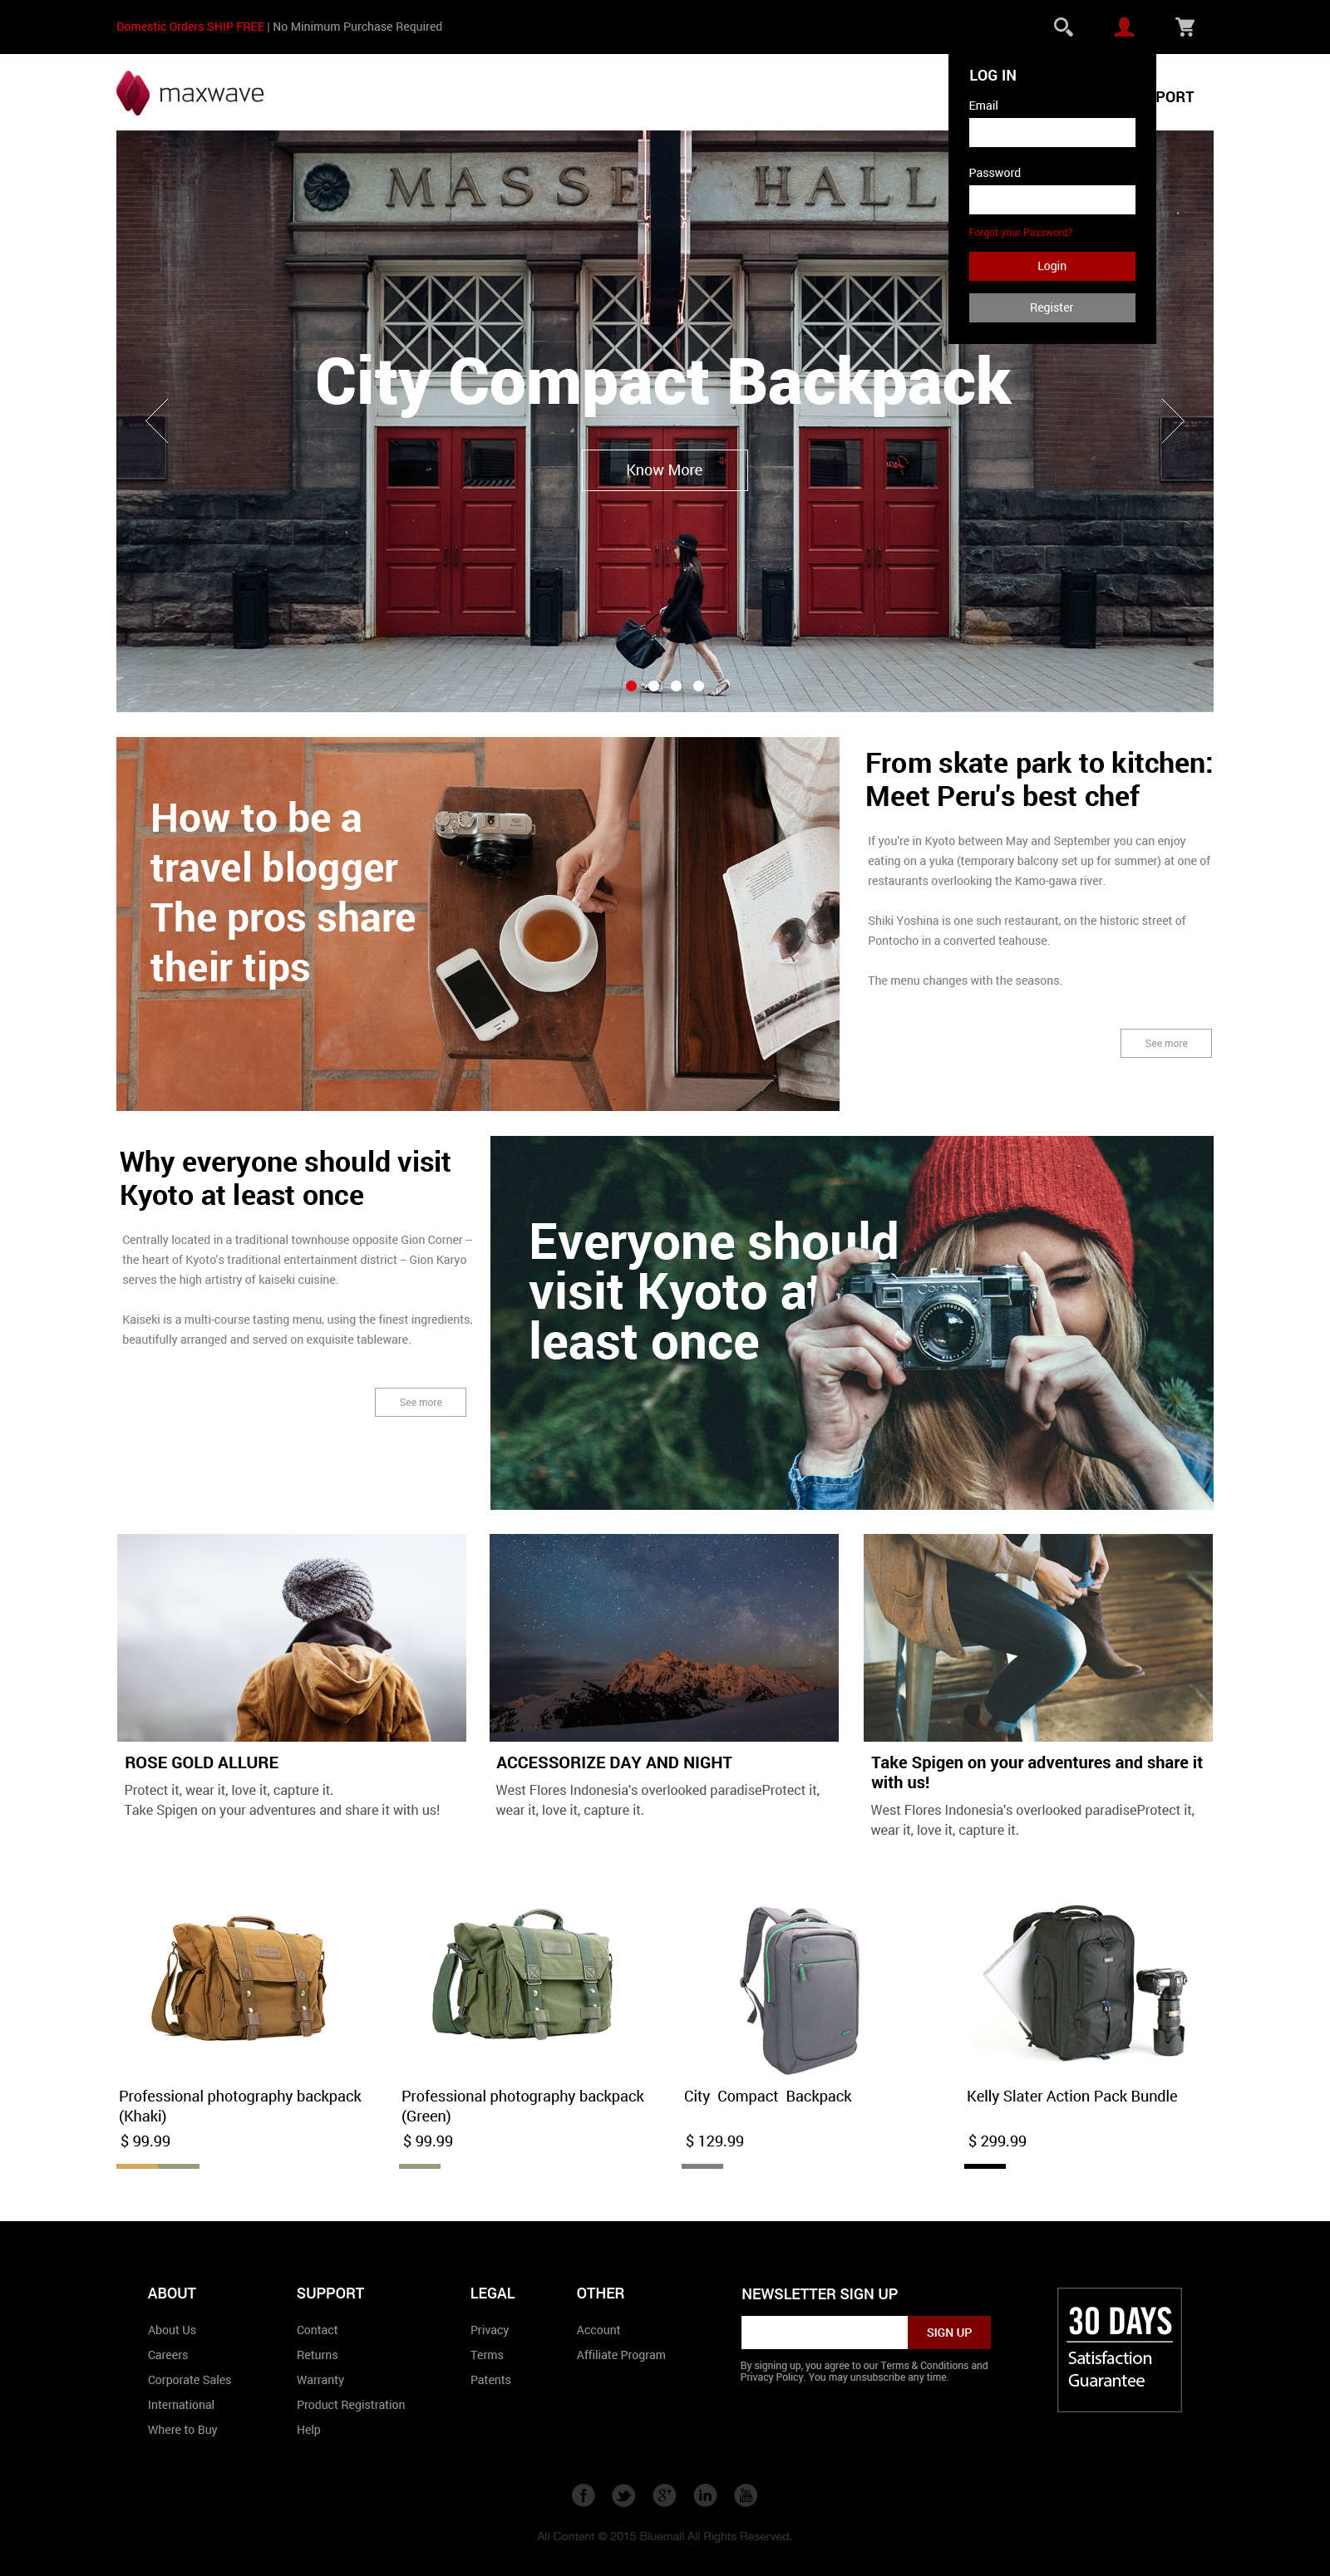 Domestic Orders SHIP FREE | No Minimum Purchase Required
maxwave
PORT
LOG IN
Email
Password
Forgot your Password?
Login
Register
MASSEY HALL
City Compact Backpack
Know More
How to be a
travel blogger
The pros share
their tips
From skate park to kitchen:
Meet Peru's best chef
If you're in Kyoto between May and September you can enjoy
eating on a yuka (temporary balcony set up for summer) at one of
restaurants overlooking the Kamo-gawa river.
Shiki Yoshina is one such restaurant, on the historic street of
Pontocho in a converted teahouse.
The menu changes with the seasons.
See more
Why everyone should visit
Kyoto at least once
Centrally located in a traditional townhouse opposite Gion Corner –
the heart of Kyoto's traditional entertainment district – Gion Karyo
serves the high artistry of kaiseki cuisine.
Kaiseki is a multi-course tasting menu, using the finest ingredients,
beautifully arranged and served on exquisite tableware.
See more
Everyone should
visit Kyoto at
least once
Contax
ROSE GOLD ALLURE
Protect it, wear it, love it, capture it.
Take Spigen on your adventures and share it with us!
ACCESSORIZE DAY AND NIGHT
West Flores Indonesia's overlooked paradiseProtect it,
wear it, love it, capture it.
Take Spigen on your adventures and share it
with us!
West Flores Indonesia's overlooked paradiseProtect it,
wear it, love it, capture it.
Professional photography backpack
(Khaki)
$ 99.99
Professional photography backpack
(Green)
$ 99.99
City Compact Backpack
$ 129.99
Kelly Slater Action Pack Bundle
$ 299.99
ABOUT
About Us
Careers
Corporate Sales
International
Where to Buy
SUPPORT
Contact
Returns
Warranty
Product Registration
Help
LEGAL
Privacy
Terms
Patents
OTHER
Account
Affiliate Program
NEWSLETTER SIGN UP
SIGN UP
By signing up, you agree to our Terms & Conditions and
Privacy Policy. You may unsubscribe any time.
30 DAYS
Satisfaction
Guarantee
All Content © 2015 Bluemall All Rights Reserved.